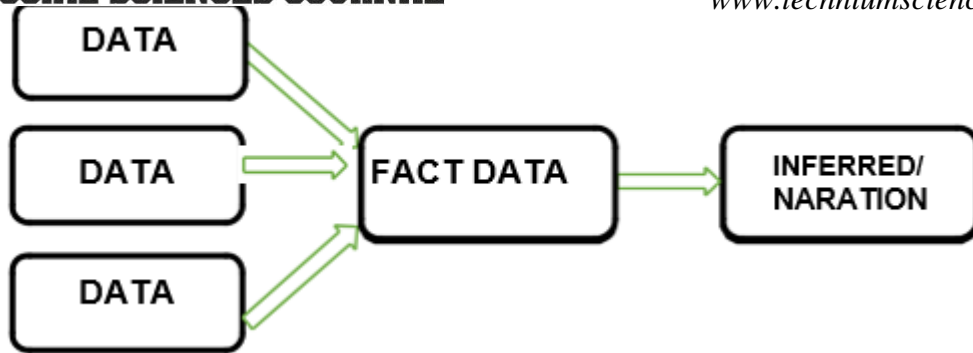 www.techniumscienc
DATA
DATA
FACT DATA
INFERRED/
NARATION
DATA